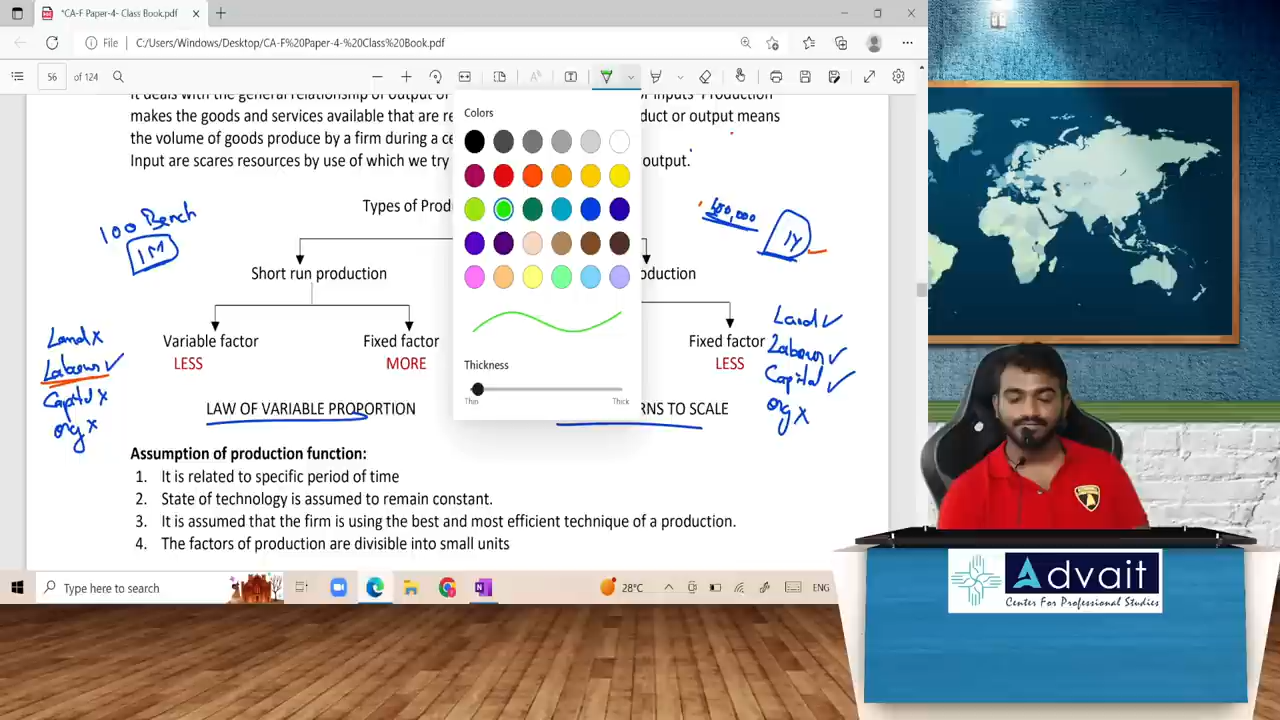 *CA-F Paper-4- Class Book.pdf
File C:/Users/Windows/Desktop/CA-F%20Paper-4-%20Class%20Book.pdf
56 of 124
It deals with the general relationship of output of
makes the goods and services available that are re
the volume of goods produce by a firm during a ce
Input are scares resources by use of which we try
or inputs Production
duct or output means
output.
Colors
Thickness
Thin Thick
Types of Prod
100 Bench
1M
100,000
1Y
Short run production
oduction
Variable factor
LESS
Fixed factor
MORE
Fixed factor
LESS
Land x
Labour ✓
Capital x
org x
Land ✓
Labour ✓
Capital ✓
org x
LAW OF VARIABLE PROPORTION
RNS TO SCALE
Assumption of production function:
1. It is related to specific period of time
2. State of technology is assumed to remain constant.
3. It is assumed that the firm is using the best and most efficient technique of a production.
4. The factors of production are divisible into small units
Type here to search
28°C
ENG
Advait
Center For Professional Studies